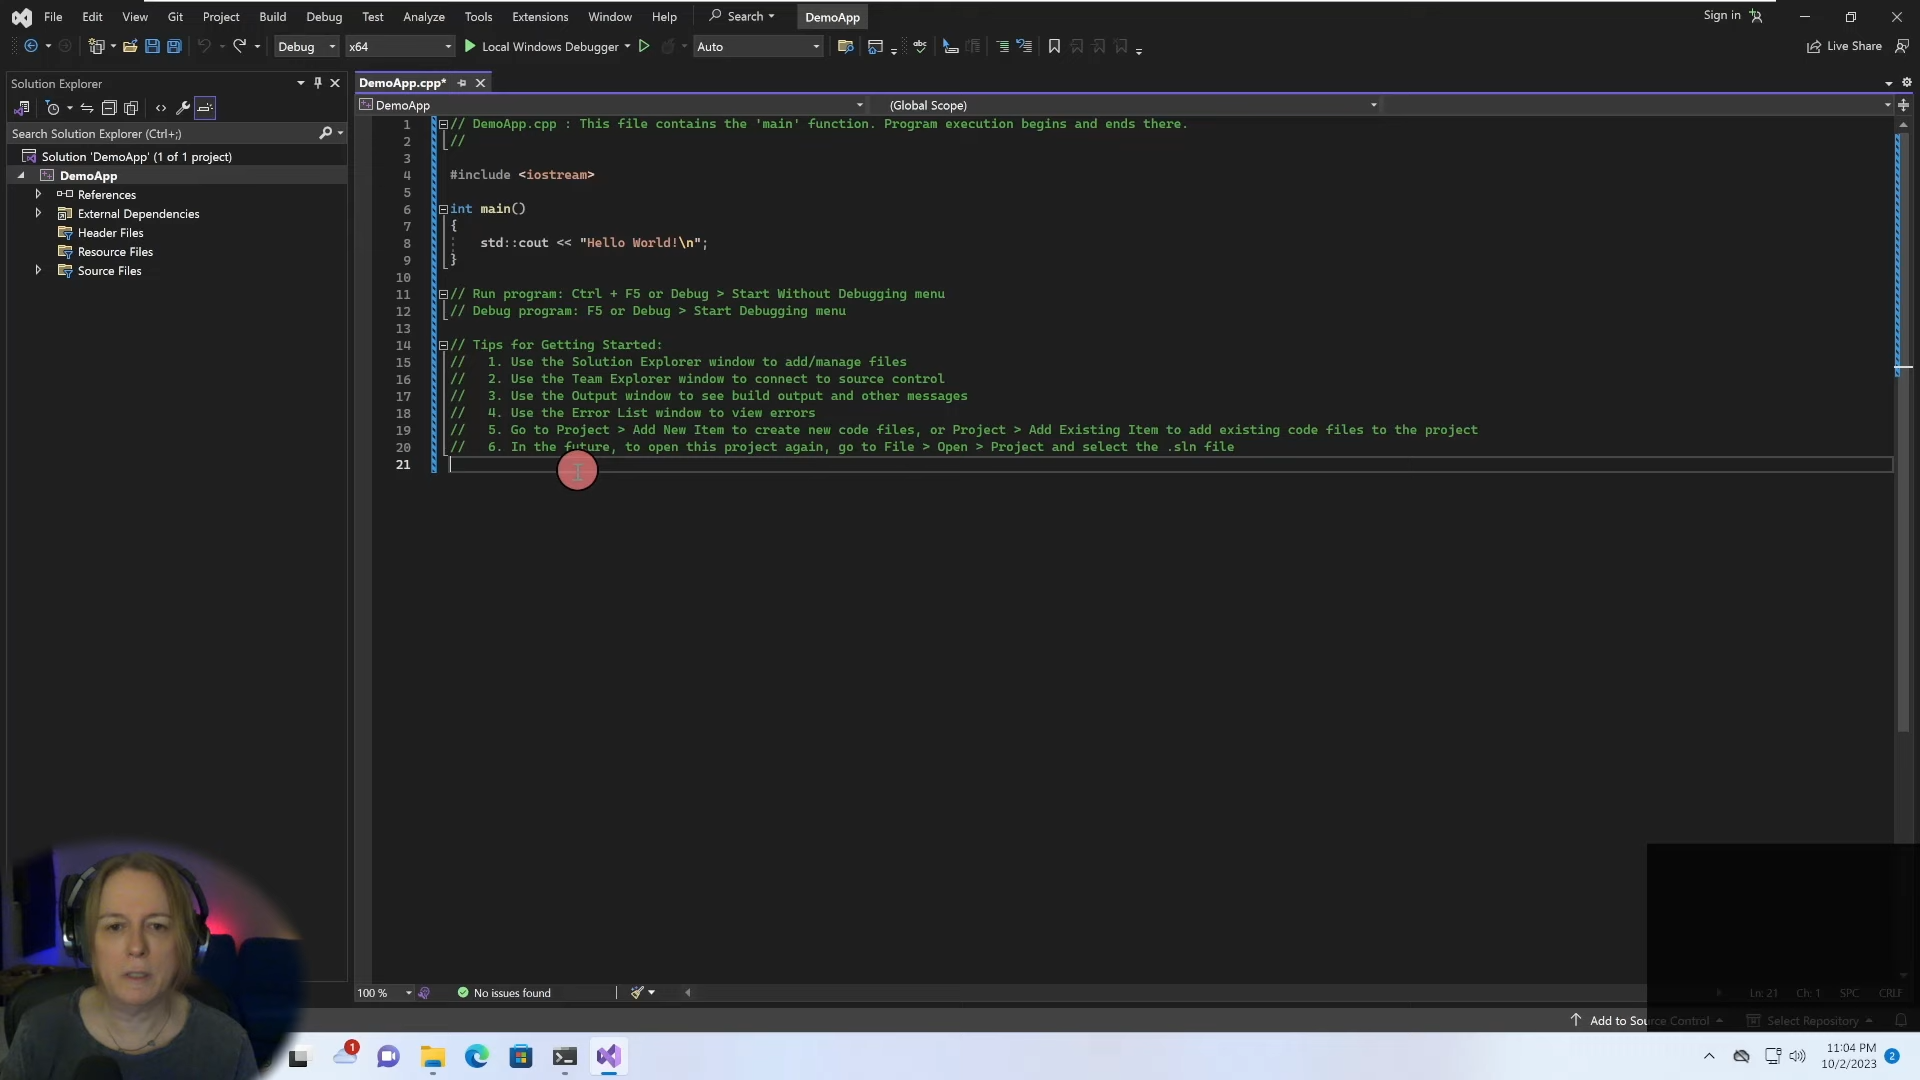 File Edit View Git Project Build Debug Test Analyze Tools Extensions Window Help Search DemoApp Sign in
Debug x64 Local Windows Debugger Auto Live Share
Solution Explorer
Search Solution Explorer (Ctrl+;)
Solution 'DemoApp' (1 of 1 project)
DemoApp
References
External Dependencies
Header Files
Resource Files
Source Files
DemoApp.cpp*
DemoApp (Global Scope)
1 // DemoApp.cpp : This file contains the 'main' function. Program execution begins and ends there.
2 //
3
4 #include <iostream>
5
6 int main()
7 {
8 std::cout << "Hello World!\n";
9 }
10
11 // Run program: Ctrl + F5 or Debug > Start Without Debugging menu
12 // Debug program: F5 or Debug > Start Debugging menu
13
14 // Tips for Getting Started:
15 //   1. Use the Solution Explorer window to add/manage files
16 //   2. Use the Team Explorer window to connect to source control
17 //   3. Use the Output window to see build output and other messages
18 //   4. Use the Error List window to view errors
19 //   5. Go to Project > Add New Item to create new code files, or Project > Add Existing Item to add existing code files to the project
20 //   6. In the future, to open this project again, go to File > Open > Project and select the .sln file
21
100 % No issues found Ln: 21 Ch: 1 SPC CRLF
Add to Source Control Select Repository
1
11:04 PM
10/2/2023
2